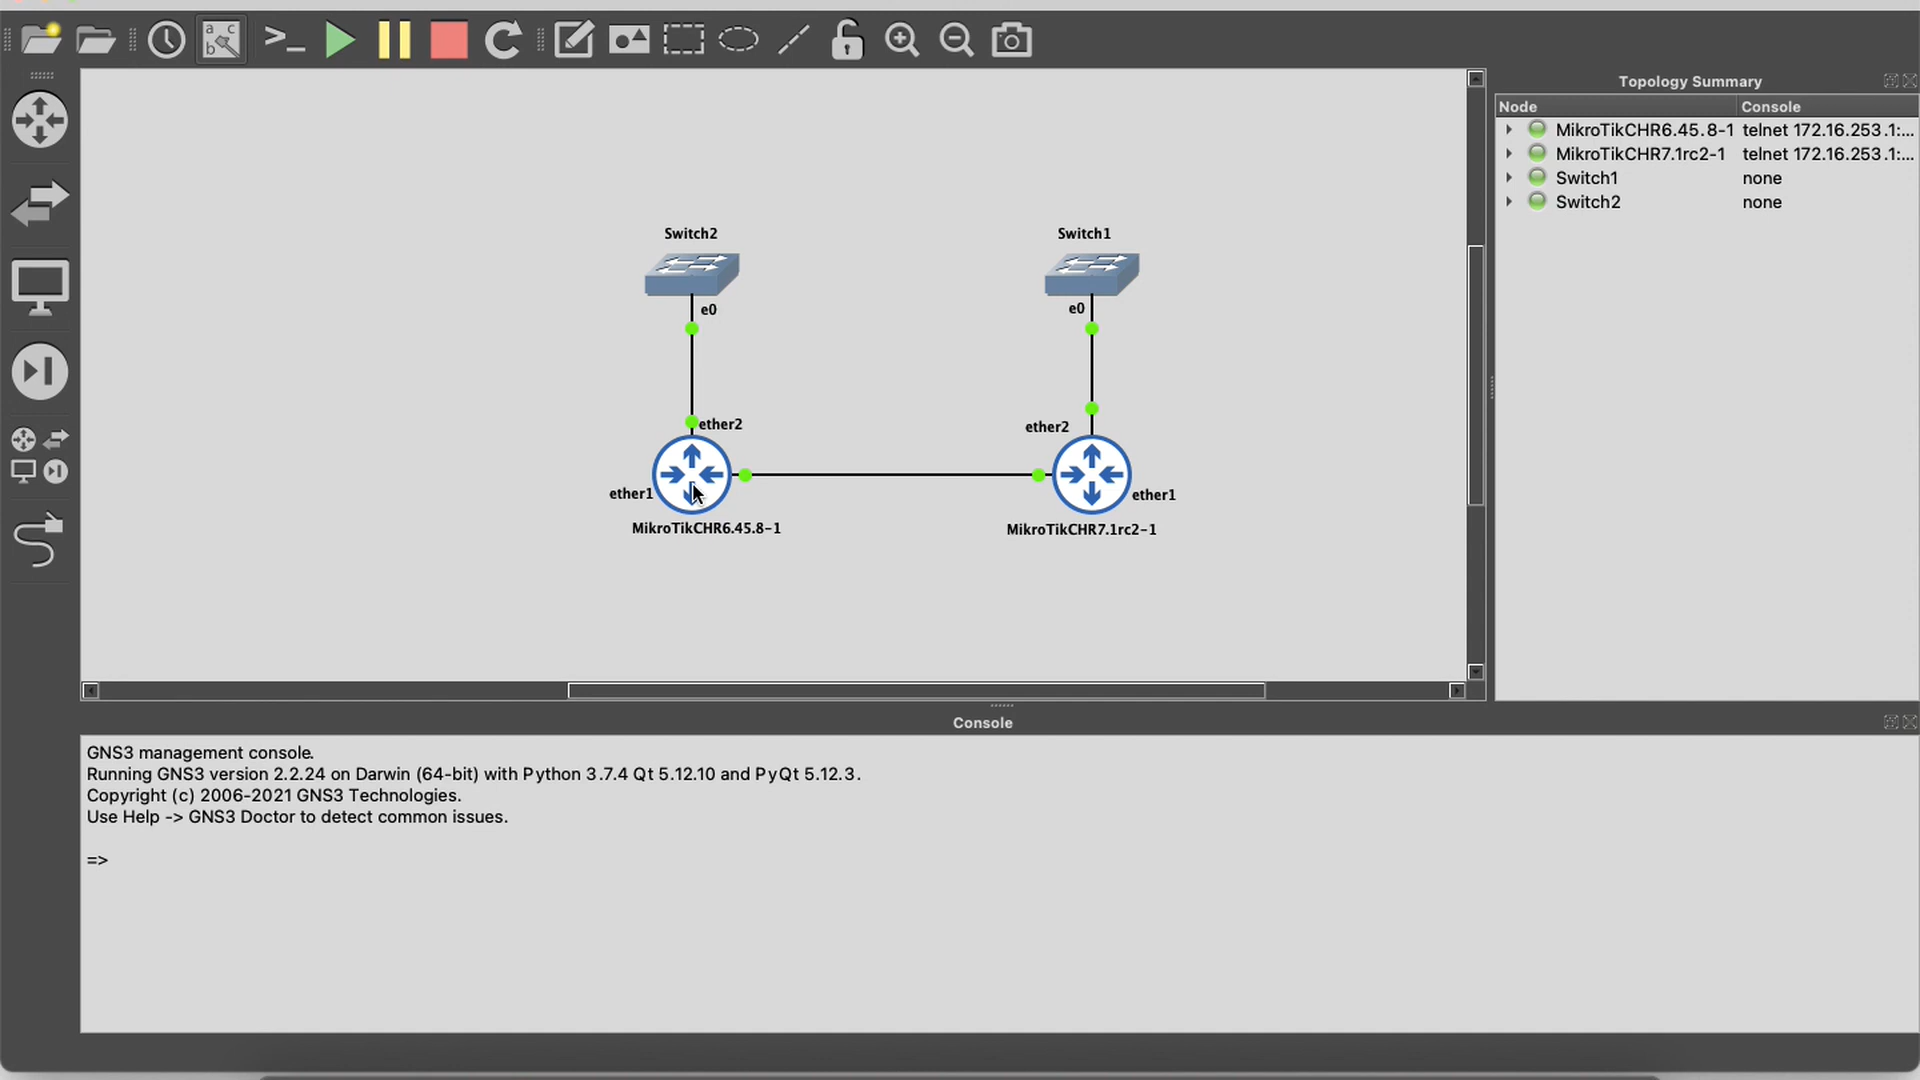 a c
b
>_
Topology Summary
Node Console
MikroTikCHR6.45.8-1 telnet 172.16.253.1:...
MikroTikCHR7.1rc2-1 telnet 172.16.253.1:...
Switch1 none
Switch2 none
Switch2 Switch1
e0 e0
ether2 ether2
ether1 ether1
MikroTikCHR6.45.8-1 MikroTikCHR7.1rc2-1
Console
GNS3 management console.
Running GNS3 version 2.2.24 on Darwin (64-bit) with Python 3.7.4 Qt 5.12.10 and PyQt 5.12.3.
Copyright (c) 2006-2021 GNS3 Technologies.
Use Help -> GNS3 Doctor to detect common issues.
=>